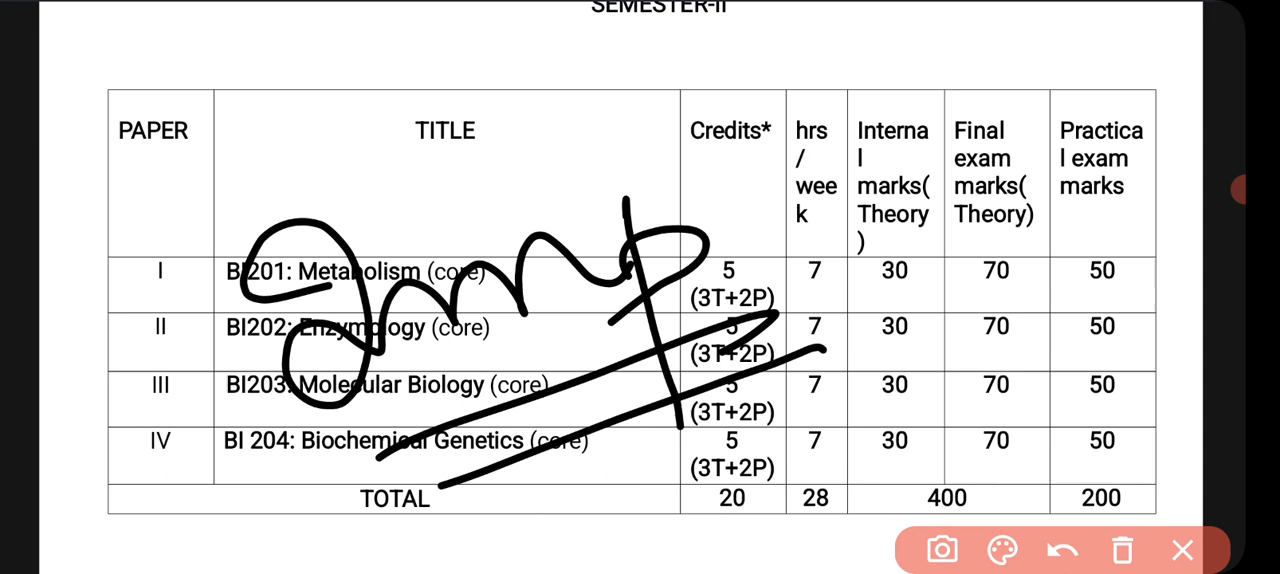 SEMESTER-II
PAPER TITLE Credits* hrs / wee k Interna l marks( Theory ) Final exam marks( Theory) Practica l exam marks
I BI201: Metabolism (core) 5 (3T+2P) 7 30 70 50
II BI202: Enzymology (core) 5 (3T+2P) 7 30 70 50
III BI203: Molecular Biology (core) 5 (3T+2P) 7 30 70 50
IV BI 204: Biochemical Genetics (core) 5 (3T+2P) 7 30 70 50
TOTAL 20 28 400 200